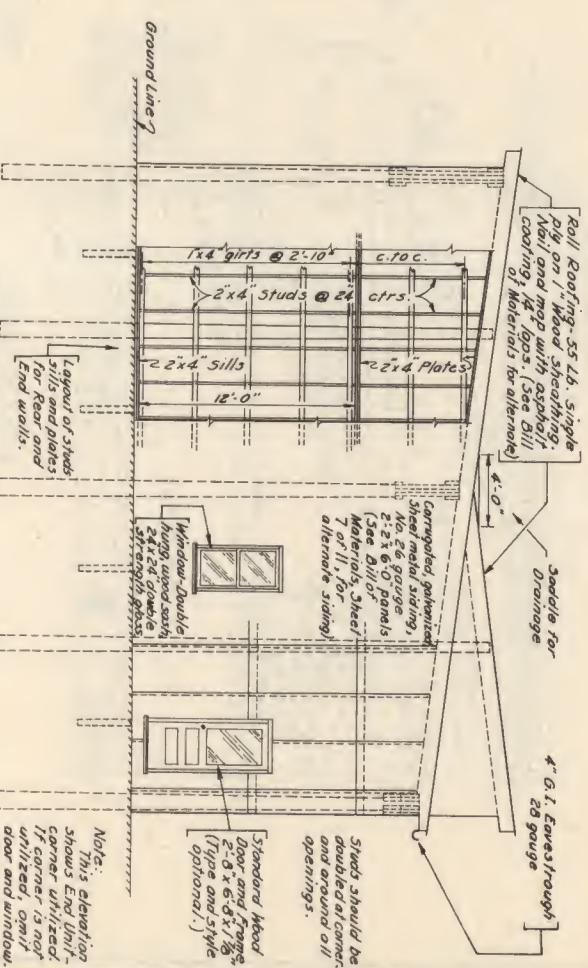 Roll Roofing-55 Lb. Single
ply on 1" Wood Sheathing.
Nail and mop with asphalt
coating, 14" laps. (See Bill
of Materials for alternate)
4'-0"
Saddle for
Drainage
4" G.I. Eavestrough
28 gauge
1"x4" girts @ 2'-10" c. to c.
2"x4" Studs @ 24" ctrs.
2"x4" Sills
2"x4" Plates
12'-0"
Ground Line
Layout of studs
sills and plates
for Rear and
End walls.
Corrugated, galvanized
sheet metal siding,
No. 26 gauge
2'-2"x6'-0" panels
(See Bill of
Materials, Sheet
7 of 11, for
alternate siding)
Window-Double
hung wood sash,
24x24 double
strength glass
Studs should be
doubled at corner
and around all
openings.
Standard Wood
Door and Frame
2'-8"x6'-8"x1⅜"
(Type and style
optional)
Note:
This elevation
shows End Unit-
corner utilized.
If corner is not
utilized, omit
door and window.